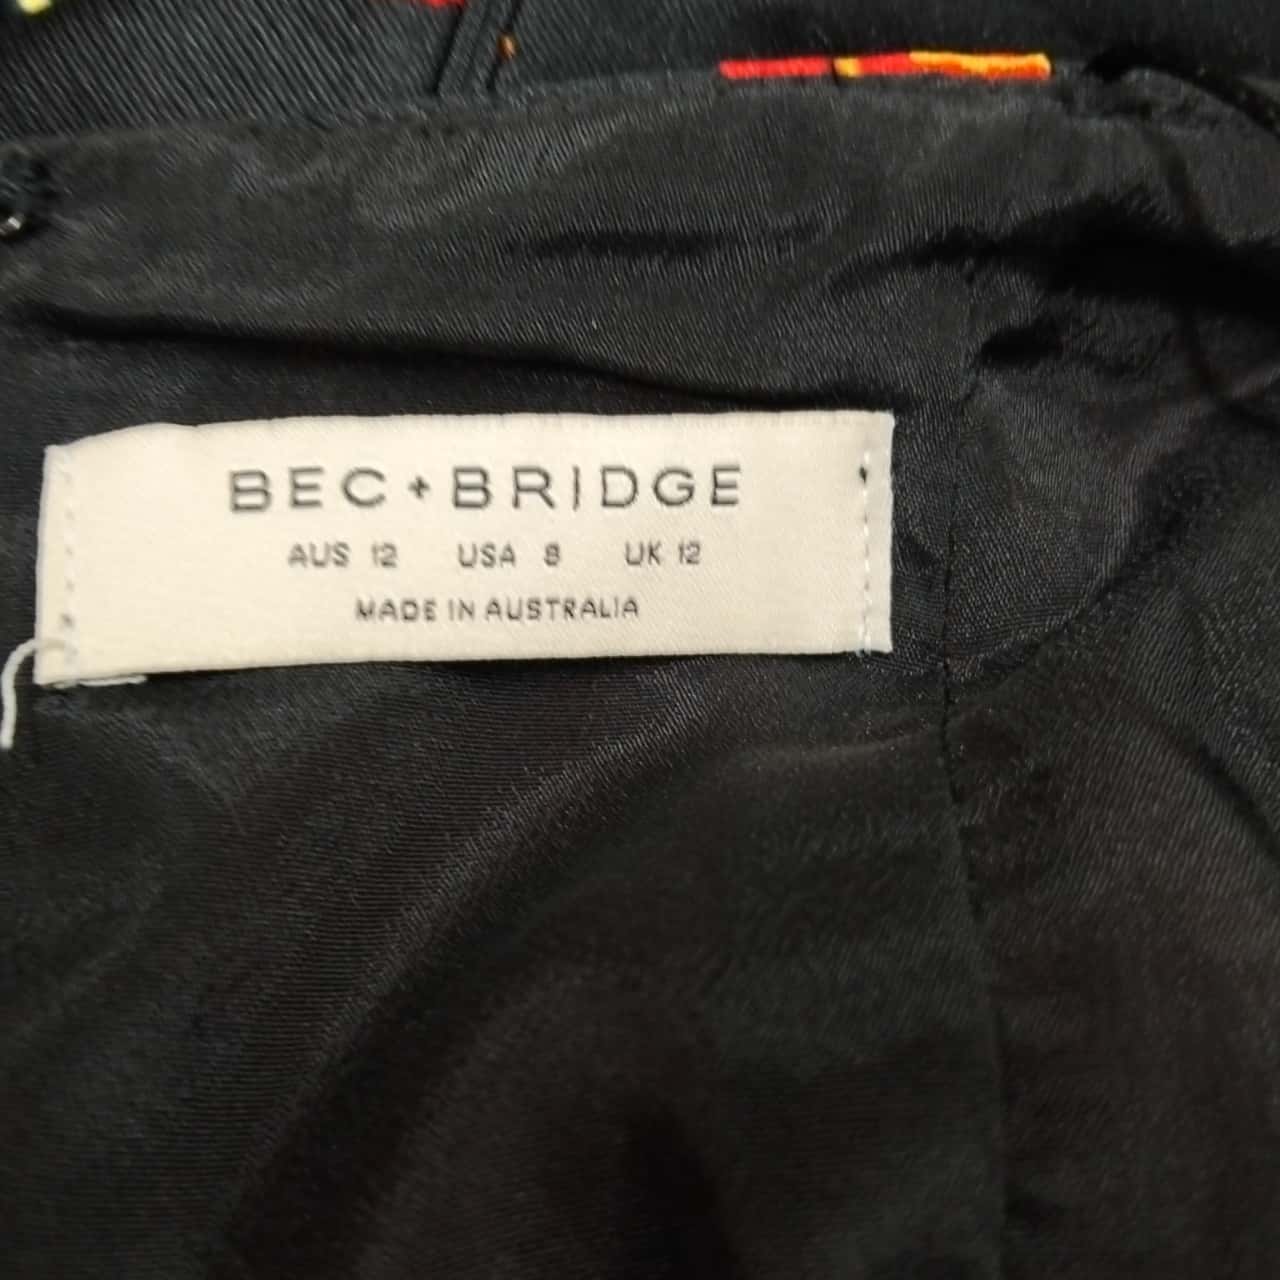 BEC+BRIDGE
AUS 12 USA 8 UK 12
MADE IN AUSTRALIA